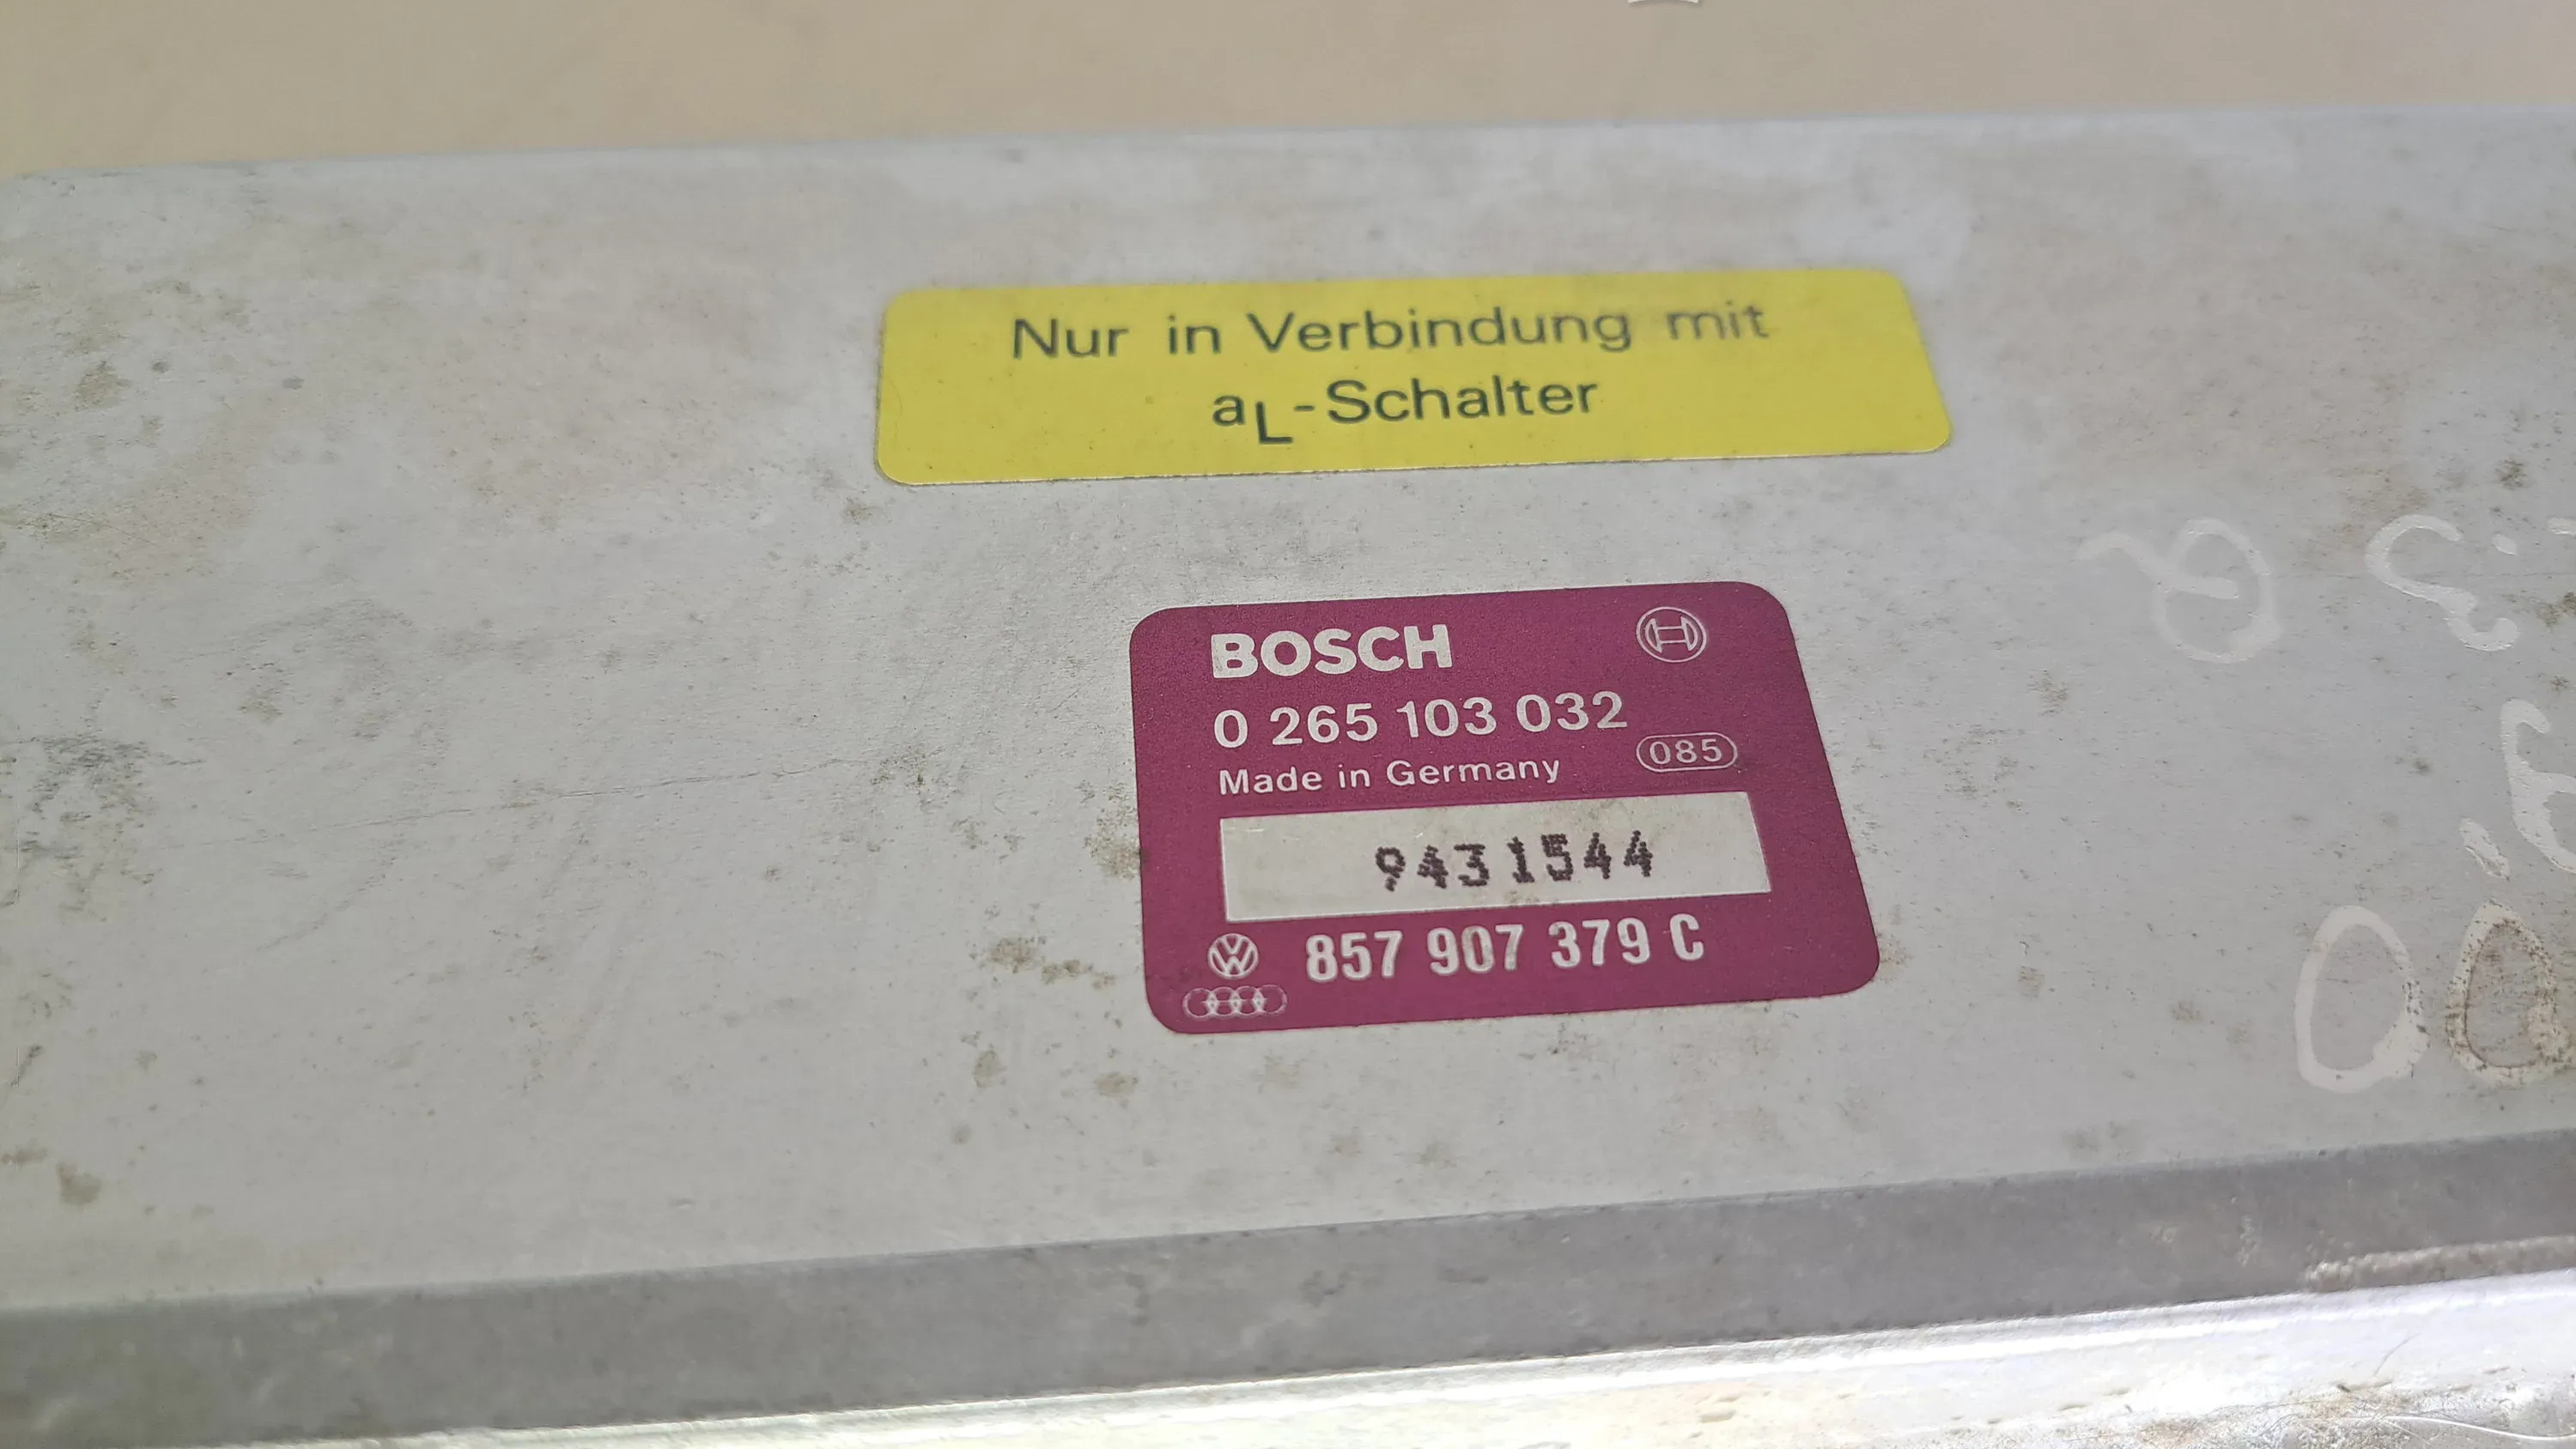 Nur in Verbindung mit
aL-Schalter
BOSCH
0 265 103 032
Made in Germany 085
9431544
857 907 379 C